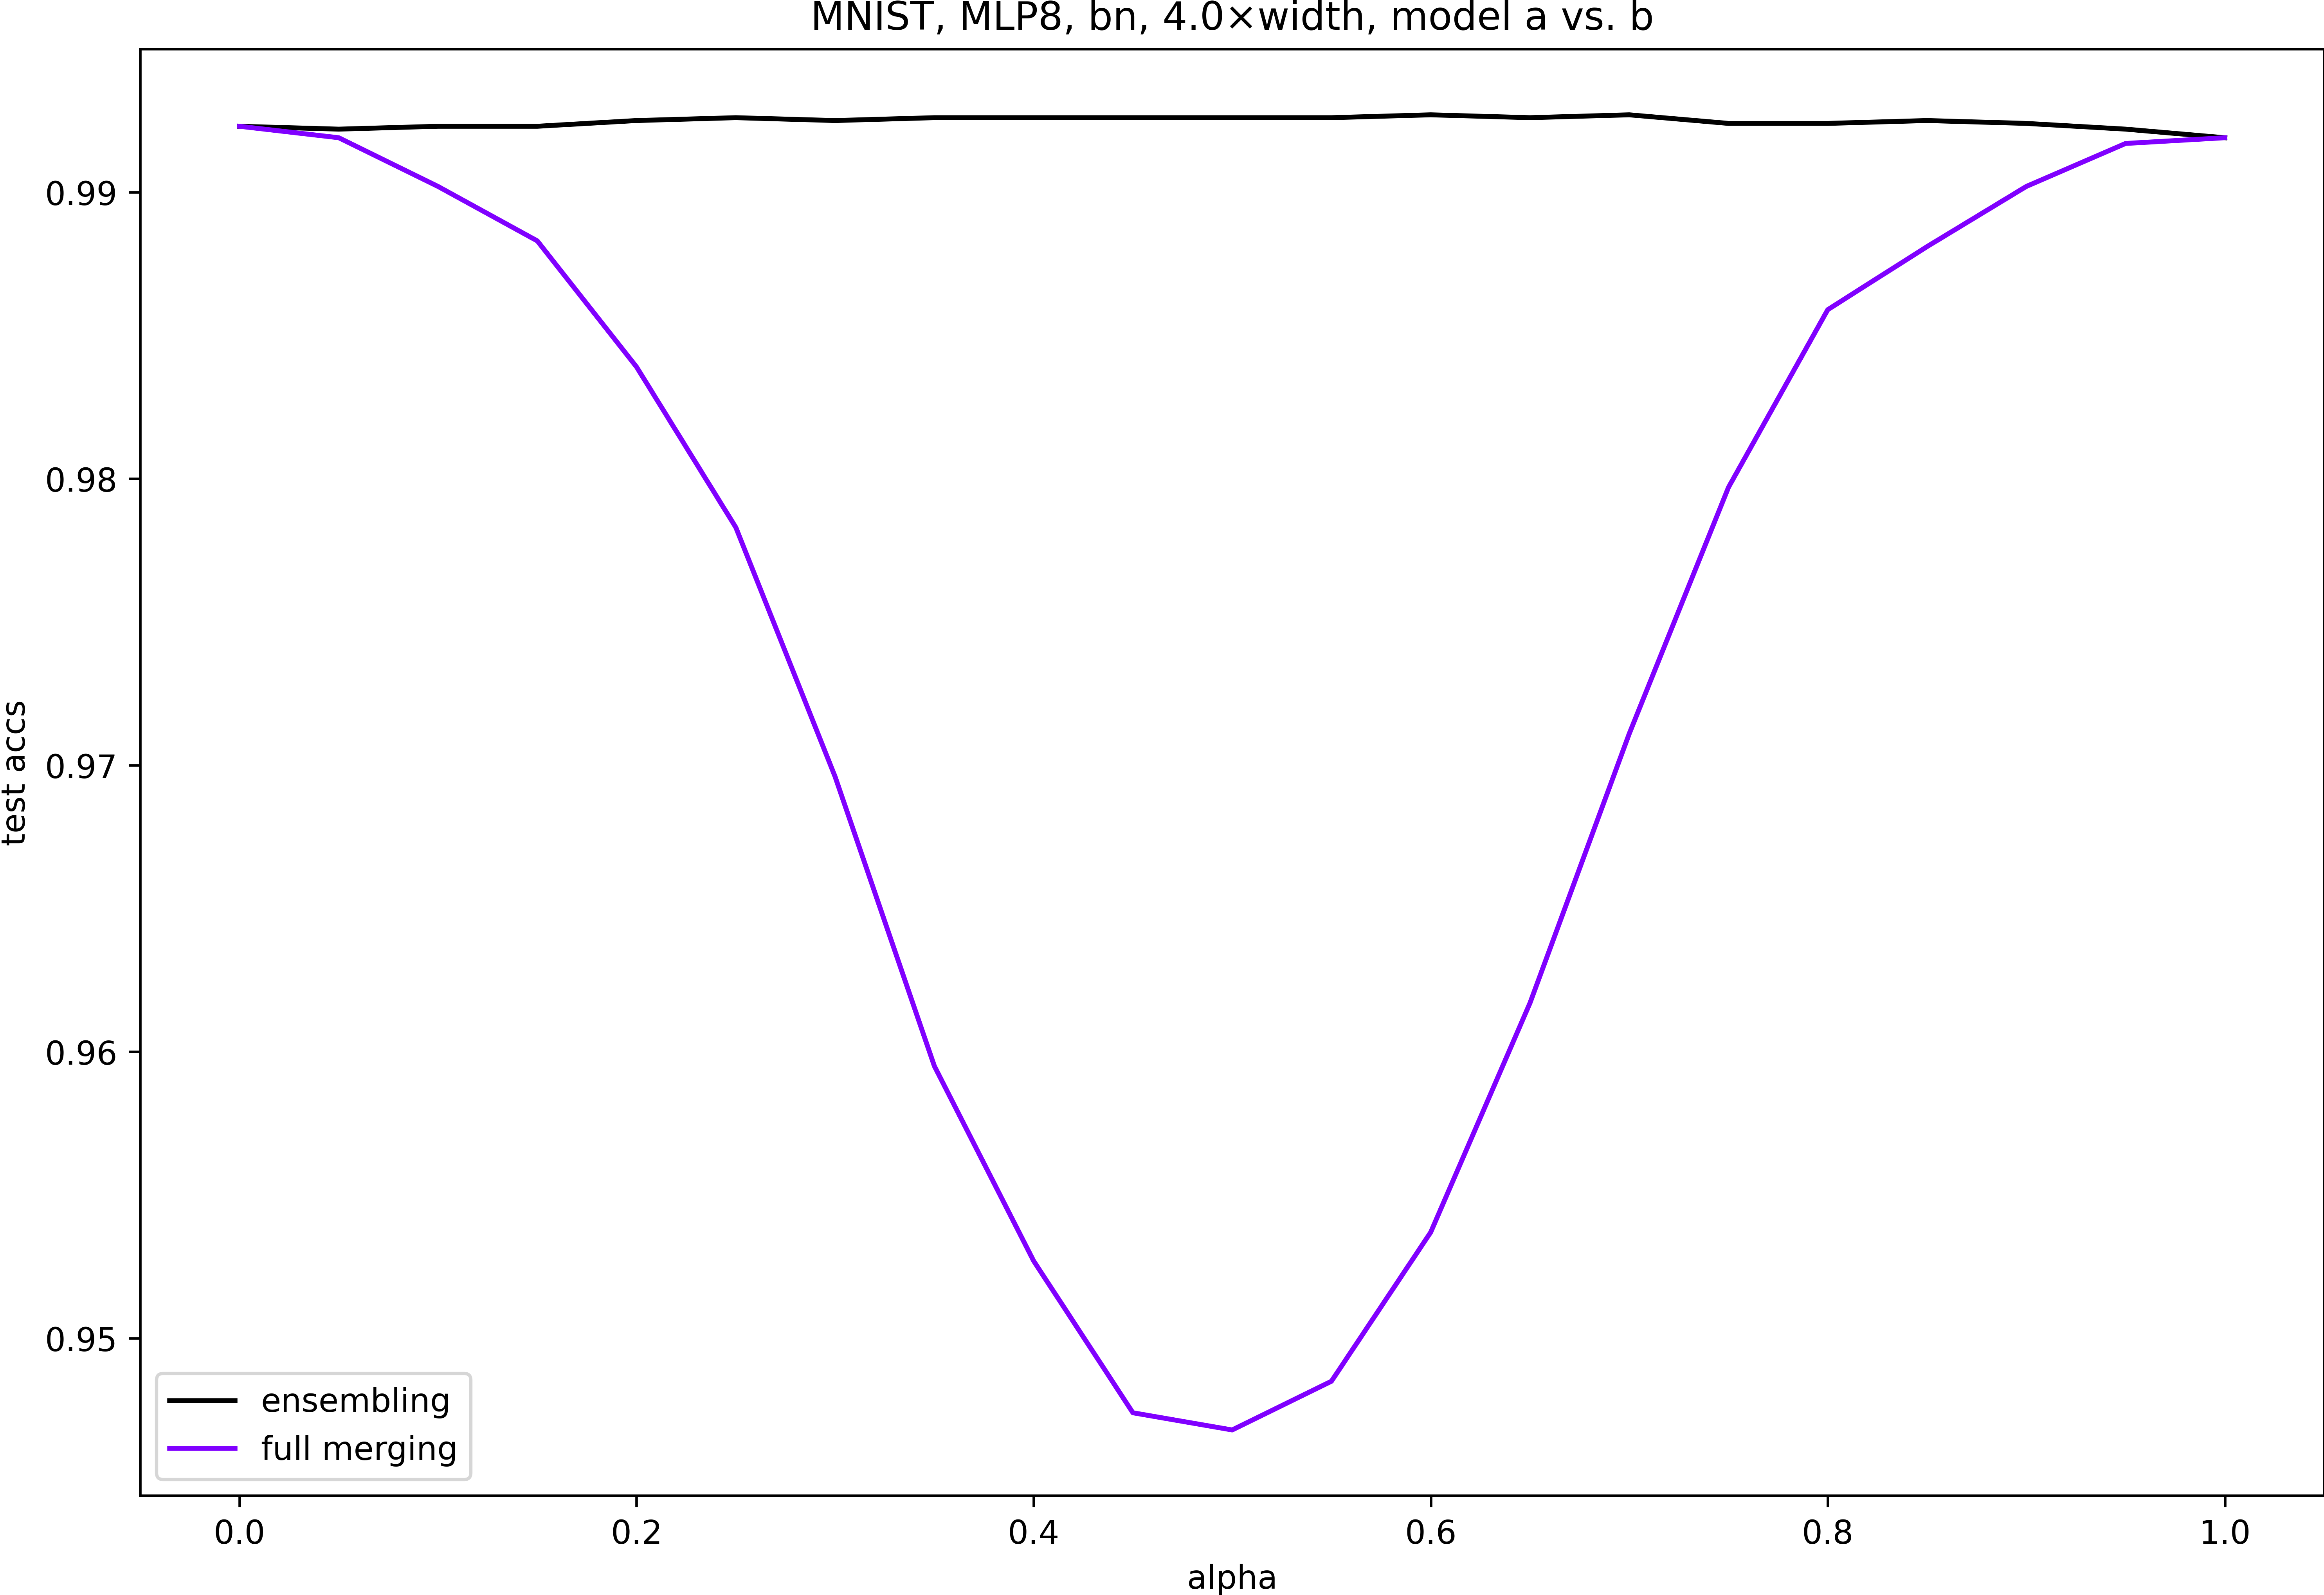 MNIST, MLP8, bn, 4.0×width, model a vs. b
0.99
0.98
0.97
0.96
0.95
test accs
ensembling
full merging
0.0 0.2 0.4 0.6 0.8 1.0
alpha